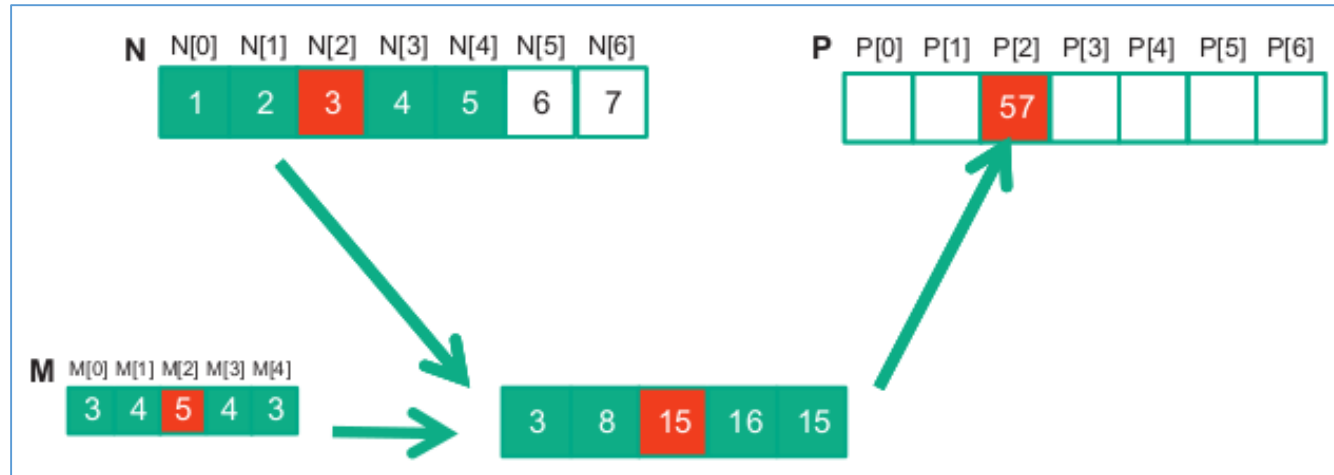 N N[0] N[1] N[2] N[3] N[4] N[5] N[6]
1 2 3 4 5 6 7
P P[0] P[1] P[2] P[3] P[4] P[5] P[6]
57
M M[0] M[1] M[2] M[3] M[4]
3 4 5 4 3
3 8 15 16 15